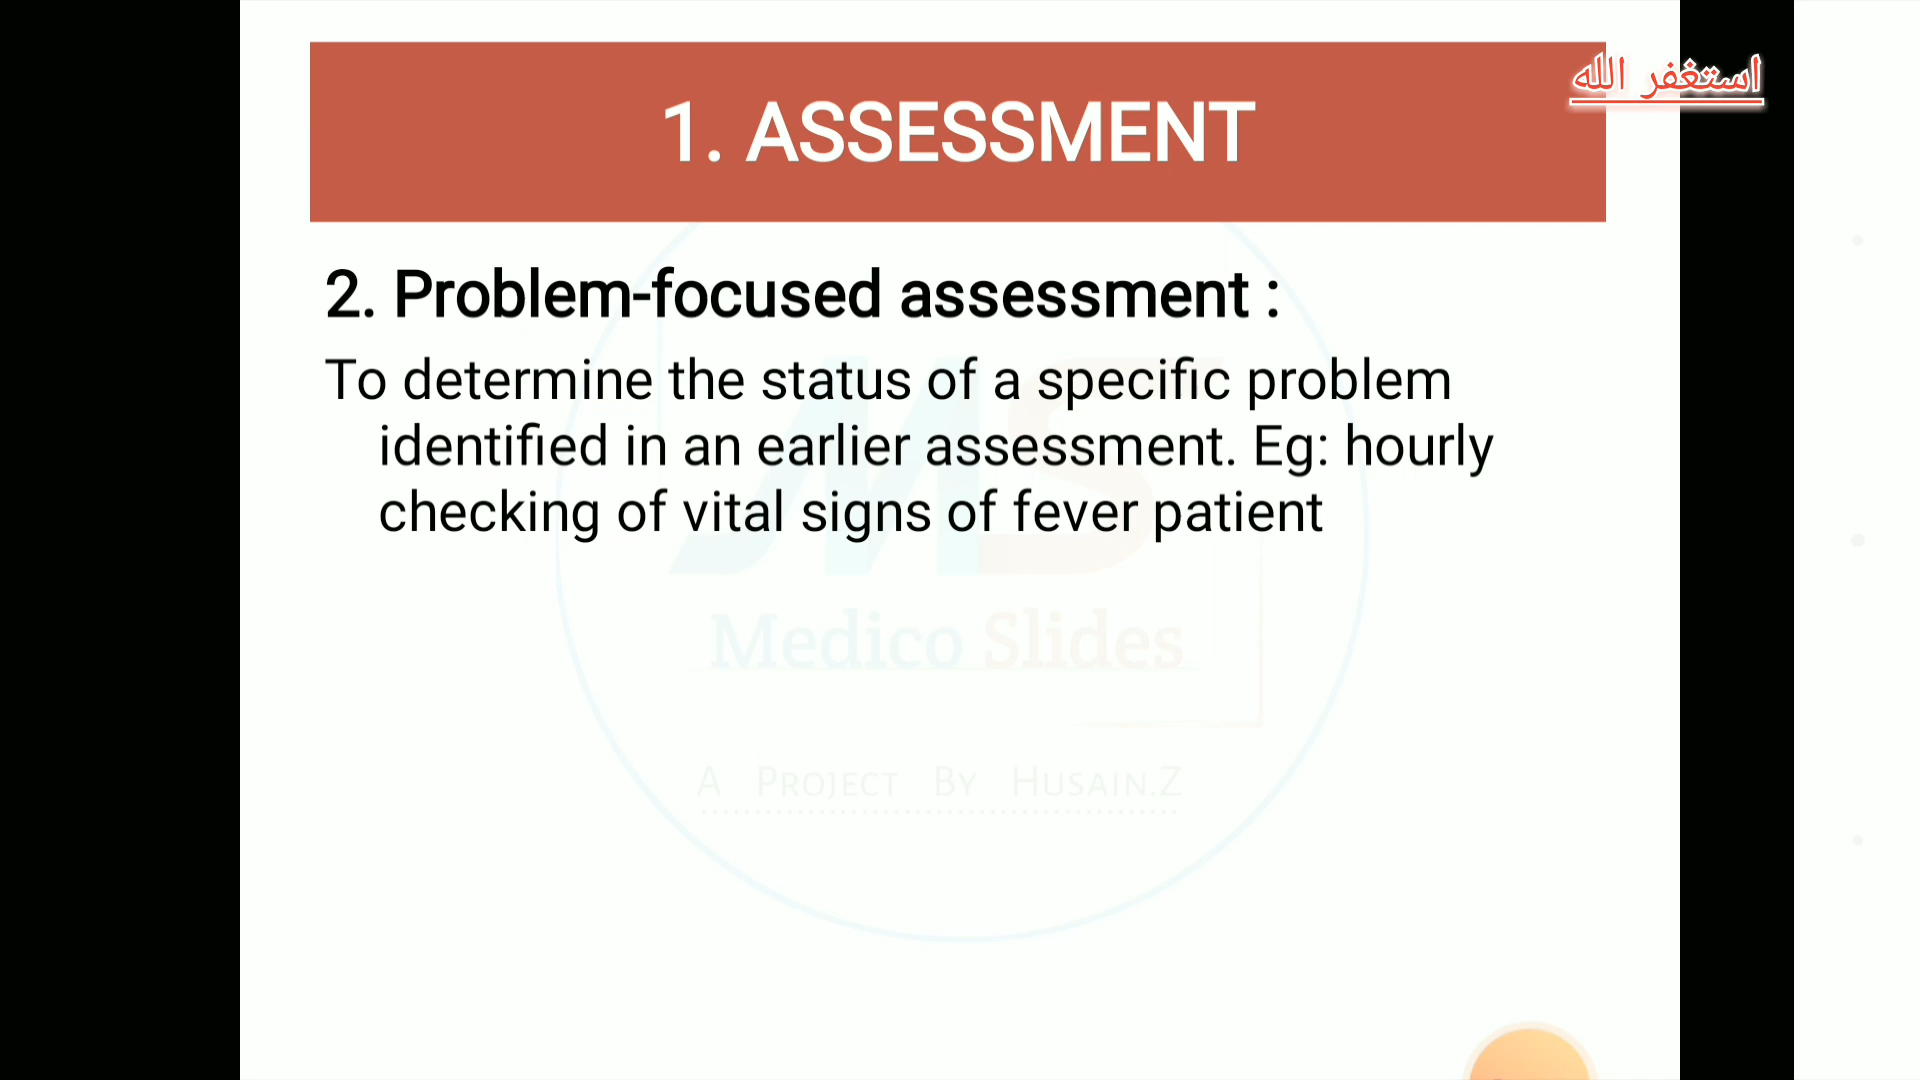 استغفر الله
1. ASSESSMENT
2. Problem-focused assessment :
To determine the status of a specific problem
identified in an earlier assessment. Eg: hourly
checking of vital signs of fever patient
MS
Medico Slides
A PROJECT BY HUSAIN.Z